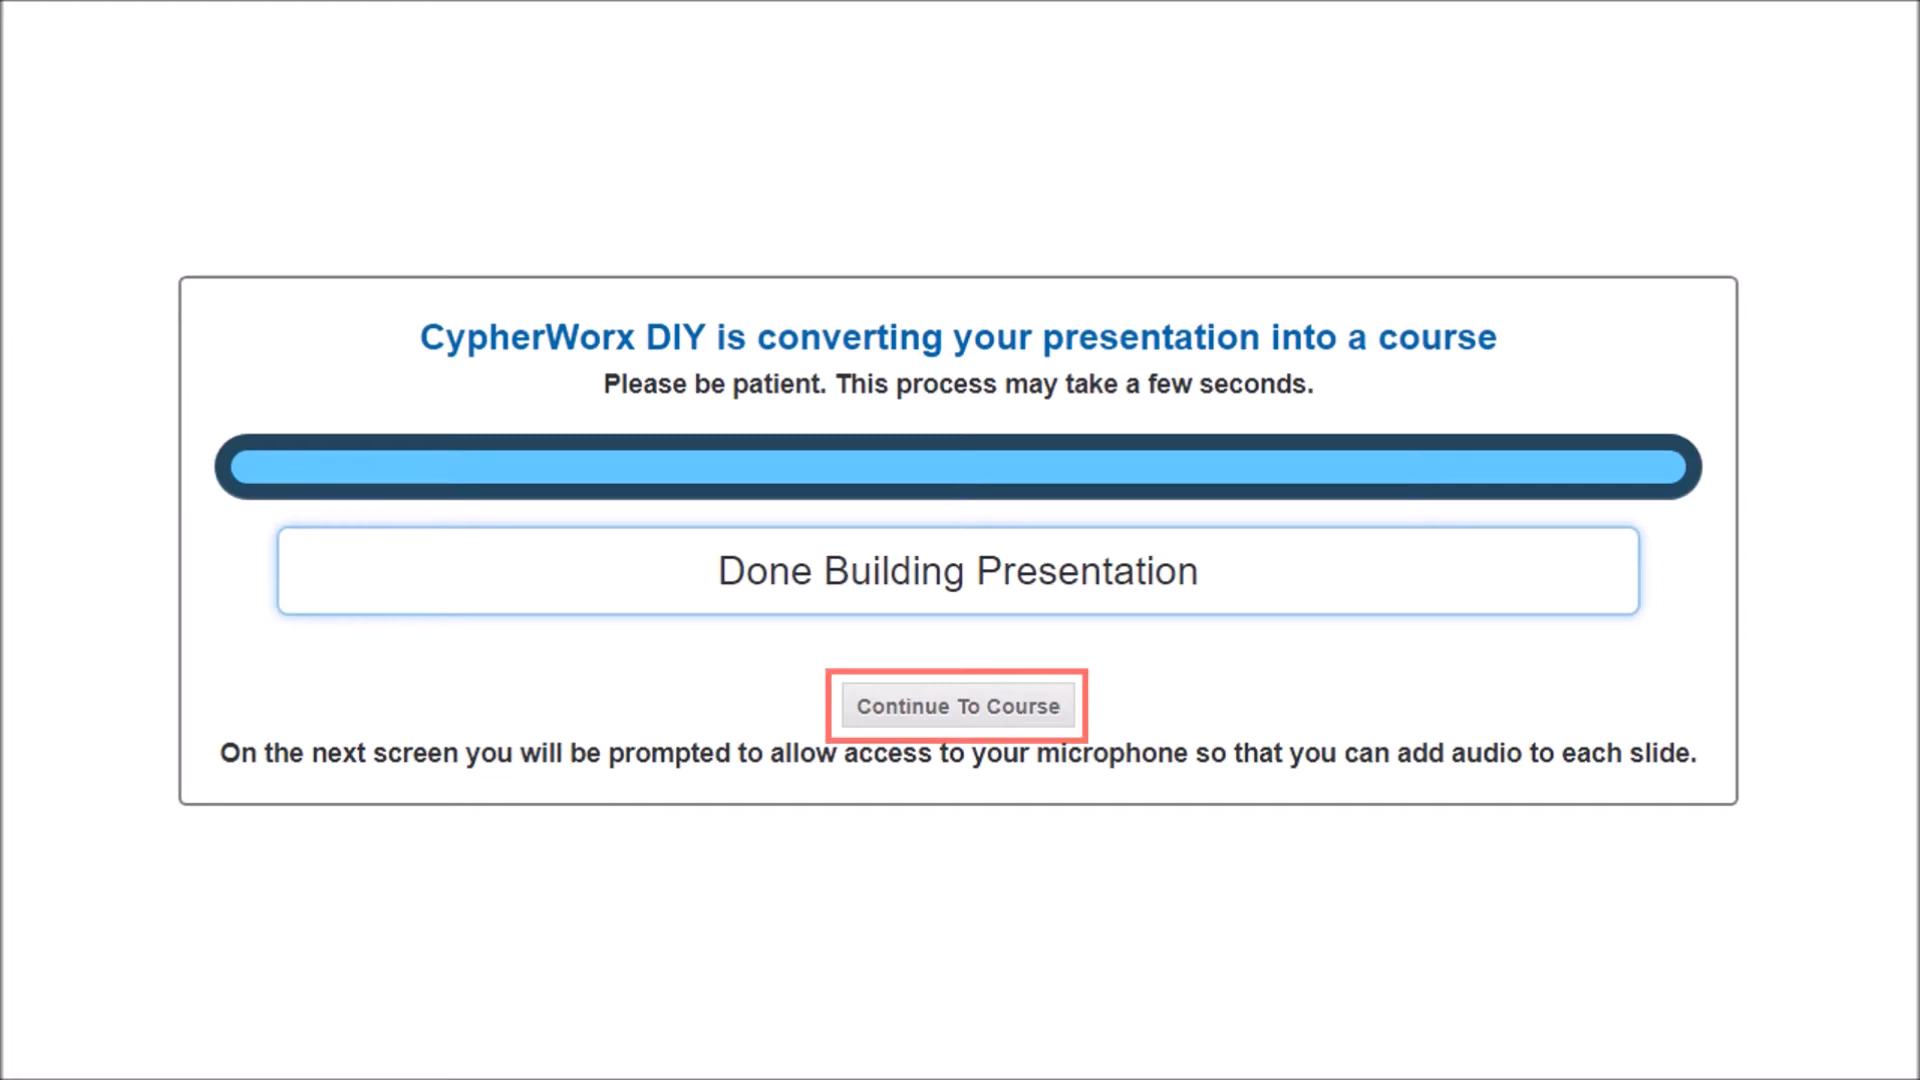 CypherWorx DIY is converting your presentation into a course
Please be patient. This process may take a few seconds.
Done Building Presentation
Continue To Course
On the next screen you will be prompted to allow access to your microphone so that you can add audio to each slide.